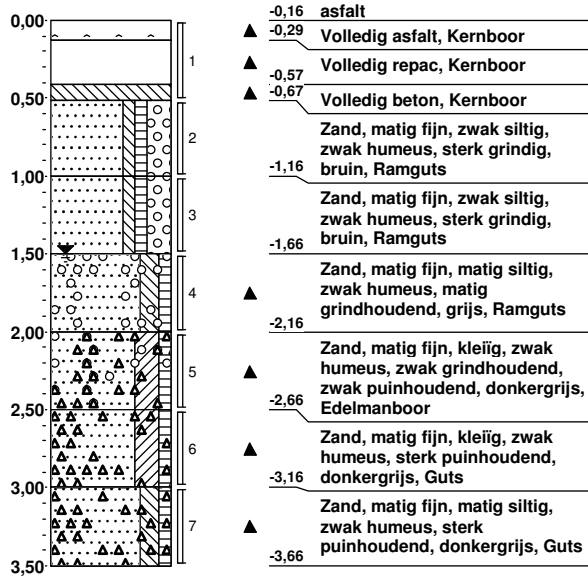 0,00
0,50
1,00
1,50
2,00
2,50
3,00
3,50
1
2
3
4
5
6
7
-0,16 asfalt
-0,29
Volledig asfalt, Kernboor
Volledig repac, Kernboor
-0,57
-0,67
Volledig beton, Kernboor
Zand, matig fijn, zwak siltig,
zwak humeus, sterk grindig,
bruin, Ramguts
-1,16
Zand, matig fijn, zwak siltig,
zwak humeus, sterk grindig,
bruin, Ramguts
-1,66
Zand, matig fijn, matig siltig,
zwak humeus, matig
grindhoudend, grijs, Ramguts
-2,16
Zand, matig fijn, kleiïg, zwak
humeus, zwak grindhoudend,
zwak puinhoudend, donkergrijs,
Edelmanboor
-2,66
Zand, matig fijn, kleiïg, zwak
humeus, sterk puinhoudend,
donkergrijs, Guts
-3,16
Zand, matig fijn, matig siltig,
zwak humeus, sterk
puinhoudend, donkergrijs, Guts
-3,66